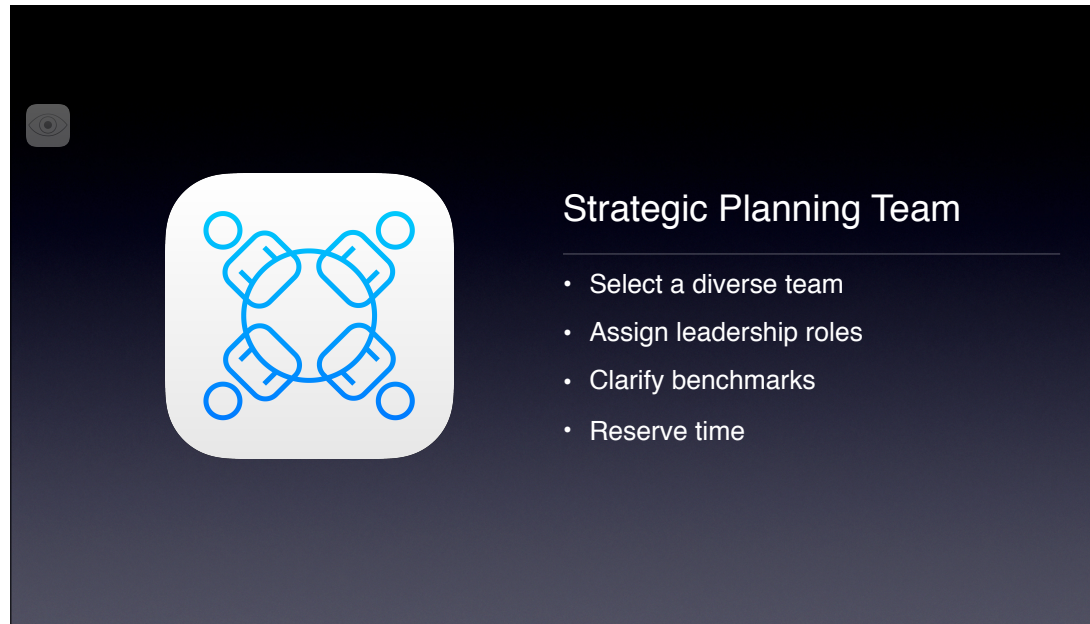 Strategic Planning Team
• Select a diverse team
• Assign leadership roles
• Clarify benchmarks
• Reserve time